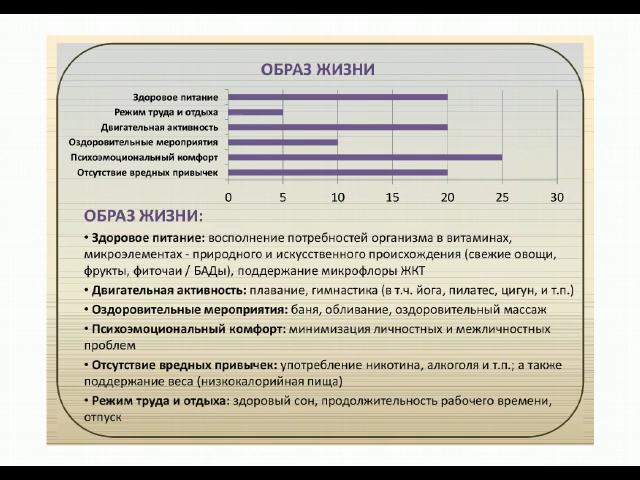 ОБРАЗ ЖИЗНИ
Здоровое питание
Режим труда и отдыха
Двигательная активность
Оздоровительные мероприятия
Психоэмоциональный комфорт
Отсутствие вредных привычек
0 5 10 15 20 25 30
ОБРАЗ ЖИЗНИ:
• Здоровое питание: восполнение потребностей организма в витаминах,
микроэлементах - природного и искусственного происхождения (свежие овощи,
фрукты, фиточаи / БАДы), поддержание микрофлоры ЖКТ
• Двигательная активность: плавание, гимнастика (в т.ч. йога, пилатес, цигун, и т.п.)
• Оздоровительные мероприятия: баня, обливание, оздоровительный массаж
• Психоэмоциональный комфорт: минимизация личностных и межличностных
проблем
• Отсутствие вредных привычек: употребление никотина, алкоголя и т.п.; а также
поддержание веса (низкокалорийная пища)
• Режим труда и отдыха: здоровый сон, продолжительность рабочего времени,
отпуск